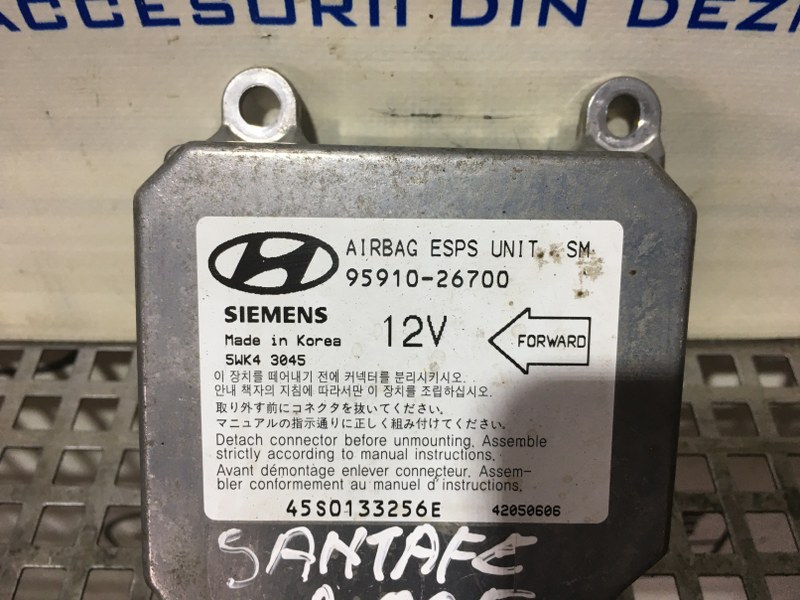 ACCESORII DIN DEZM
AIRBAG ESPS UNIT. SM
95910-26700
SIEMENS
12V
FORWARD
Made in Korea
5WK4 3045
이 장치를 떼어내기 전에 커넥터를 분리시키시오.
안내 책자의 지침에 따라서만 이 장치를 조립하십시오.
取り外す前にコネクタを抜いてください。
マニュアルの指示通りに正しく組み付けてください。
Detach connector before unmounting. Assemble
strictly according to manual instructions.
Avant démontage enlever connecteur. Assem-
bler conformement au manuel d'instructions.
45S0133256E
42050606
SANTAFE